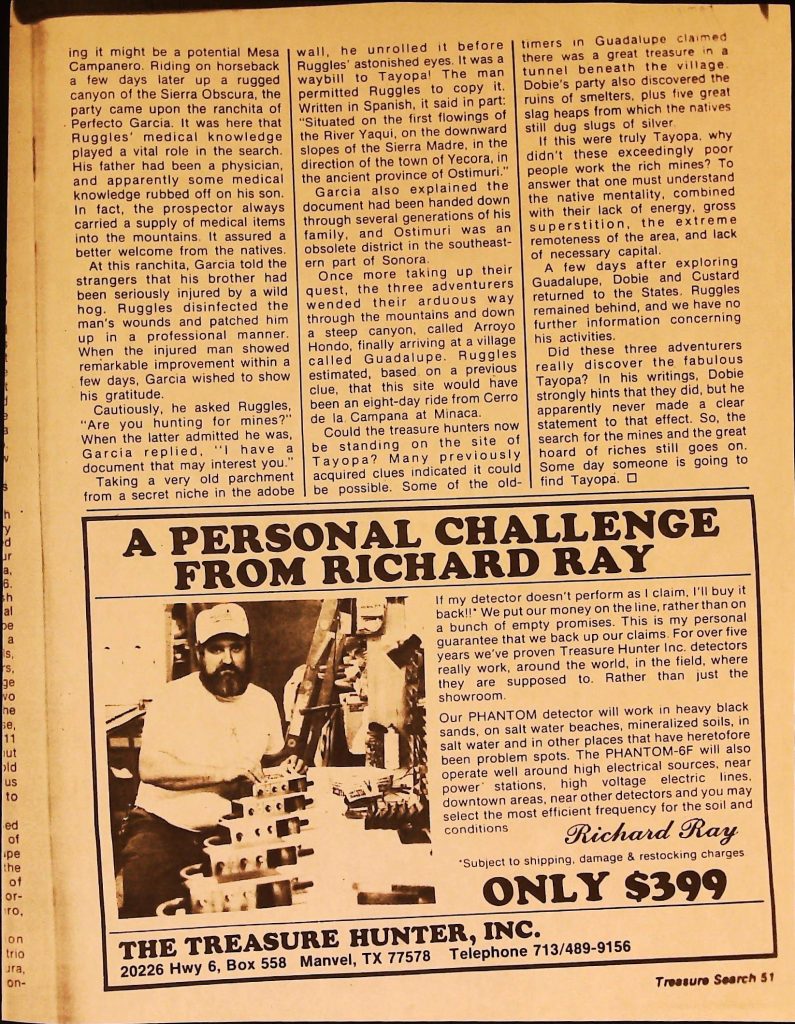 ing it might be a potential Mesa
Campanero. Riding on horseback
a few days later up a rugged
canyon of the Sierra Obscura, the
party came upon the ranchita of
Perfecto Garcia. It was here that
Ruggles' medical knowledge
played a vital role in the search.
His father had been a physician,
and apparently some medical
knowledge rubbed off on his son.
In fact, the prospector always
carried a supply of medical items
into the mountains. It assured a
better welcome from the natives.
At this ranchita, Garcia told the
strangers that his brother had
been seriously injured by a wild
hog. Ruggles disinfected the
man's wounds and patched him
up in a professional manner.
When the injured man showed
remarkable improvement within a
few days, Garcia wished to show
his gratitude.
Cautiously, he asked Ruggles,
"Are you hunting for mines?"
When the latter admitted he was,
Garcia replied, "I have a
document that may interest you."
Taking a very old parchment
from a secret niche in the adobe
wall, he unrolled it before
Ruggles' astonished eyes. It was a
waybill to Tayopa! The man
permitted Ruggles to copy it.
Written in Spanish, it said in part:
"Situated on the first flowings of
the River Yaqui, on the downward
slopes of the Sierra Madre, in the
direction of the town of Yecora, in
the ancient province of Ostimuri."
Garcia also explained the
document had been handed down
through several generations of his
family, and Ostimuri was an
obsolete district in the southeast-
ern part of Sonora.
Once more taking up their
quest, the three adventurers
wended their arduous way
through the mountains and down
a steep canyon, called Arroyo
Hondo, finally arriving at a village
called Guadalupe. Ruggles
estimated, based on a previous
clue, that this site would have
been an eight-day ride from Cerro
de la Campana at Minaca.
Could the treasure hunters now
be standing on the site of
Tayopa? Many previously
acquired clues indicated it could
be possible. Some of the old-
timers in Guadalupe claimed
there was a great treasure in a
tunnel beneath the village.
Dobie's party also discovered the
ruins of smelters, plus five great
slag heaps from which the natives
still dug slugs of silver.
If this were truly Tayopa, why
didn't these exceedingly poor
people work the rich mines? To
answer that one must understand
the native mentality, combined
with their lack of energy, gross
superstition, the extreme
remoteness of the area, and lack
of necessary capital.
A few days after exploring
Guadalupe, Dobie and Custard
returned to the States. Ruggles
remained behind, and we have no
further information concerning
his activities.
Did these three adventurers
really discover the fabulous
Tayopa? In his writings, Dobie
strongly hints that they did, but he
apparently never made a clear
statement to that effect. So, the
search for the mines and the great
hoard of riches still goes on.
Some day someone is going to
find Tayopa. □
A PERSONAL CHALLENGE
FROM RICHARD RAY
If my detector doesn't perform as I claim, I'll buy it
back!!* We put our money on the line, rather than on
a bunch of empty promises. This is my personal
guarantee that we back up our claims. For over five
years we've proven Treasure Hunter Inc. detectors
really work, around the world, in the field, where
they are supposed to. Rather than just the
showroom.
Our PHANTOM detector will work in heavy black
sands, on salt water beaches, mineralized soils, in
salt water and in other places that have heretofore
been problem spots. The PHANTOM-6F will also
operate well around high electrical sources, near
power stations, high voltage electric lines,
downtown areas, near other detectors and you may
select the most efficient frequency for the soil and
conditions
Richard Ray
*Subject to shipping, damage & restocking charges
ONLY $399
THE TREASURE HUNTER, INC.
20226 Hwy 6, Box 558 Manvel, TX 77578 Telephone 713/489-9156
Treasure Search 51